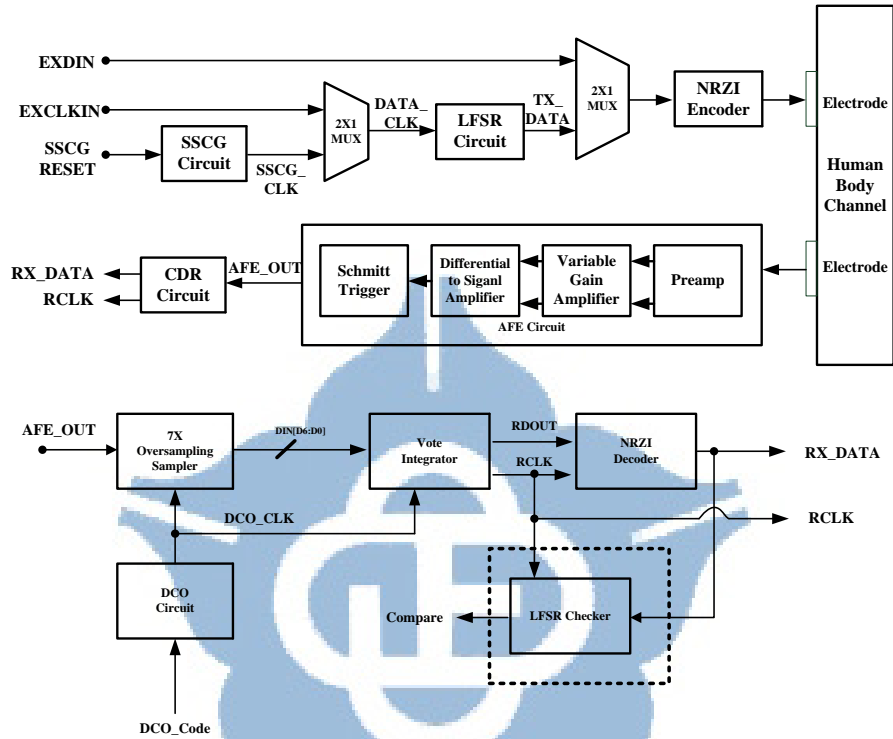 EXDIN
EXCLKIN
SSCG
RESET
SSCG
Circuit
SSCG_
CLK
2X1
MUX
DATA_
CLK
LFSR
Circuit
TX_
DATA
2X1
MUX
NRZI
Encoder
Electrode
Human
Body
Channel
Electrode
RX_DATA
RCLK
CDR
Circuit
AFE_OUT
Schmitt
Trigger
Differential
to Siganl
Amplifier
Variable
Gain
Amplifier
Preamp
AFE Circuit
AFE_OUT
7X
Oversampling
Sampler
DIN[D6:D0]
Vote
Integrator
RDOUT
RCLK
NRZI
Decoder
RX_DATA
RCLK
DCO_CLK
DCO
Circuit
DCO_Code
Compare
LFSR Checker